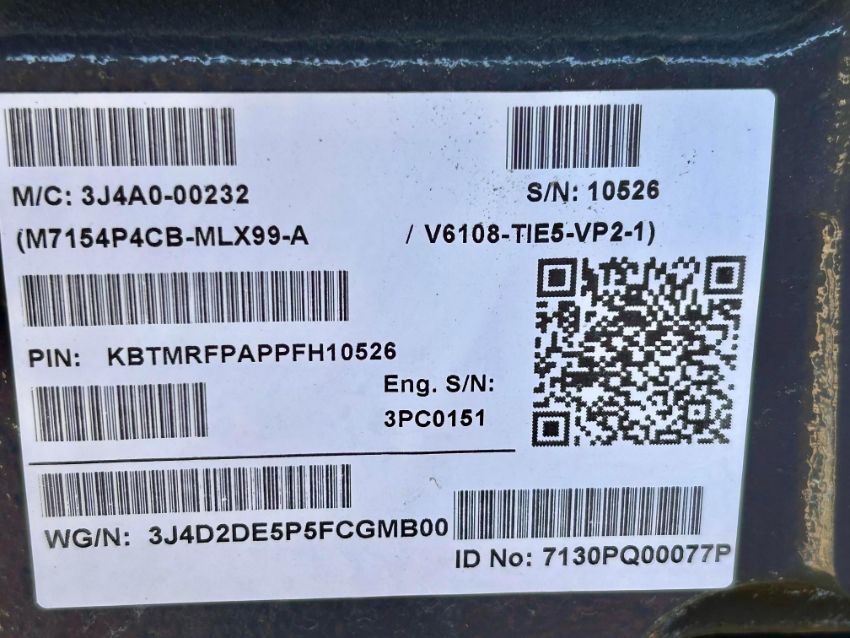 M/C: 3J4A0-00232
S/N: 10526
(M7154P4CB-MLX99-A / V6108-TIE5-VP2-1)
PIN: KBTMRFPAPPFH10526
Eng. S/N:
3PC0151
WG/N: 3J4D2DE5P5FCGMB00
ID No: 7130PQ00077P